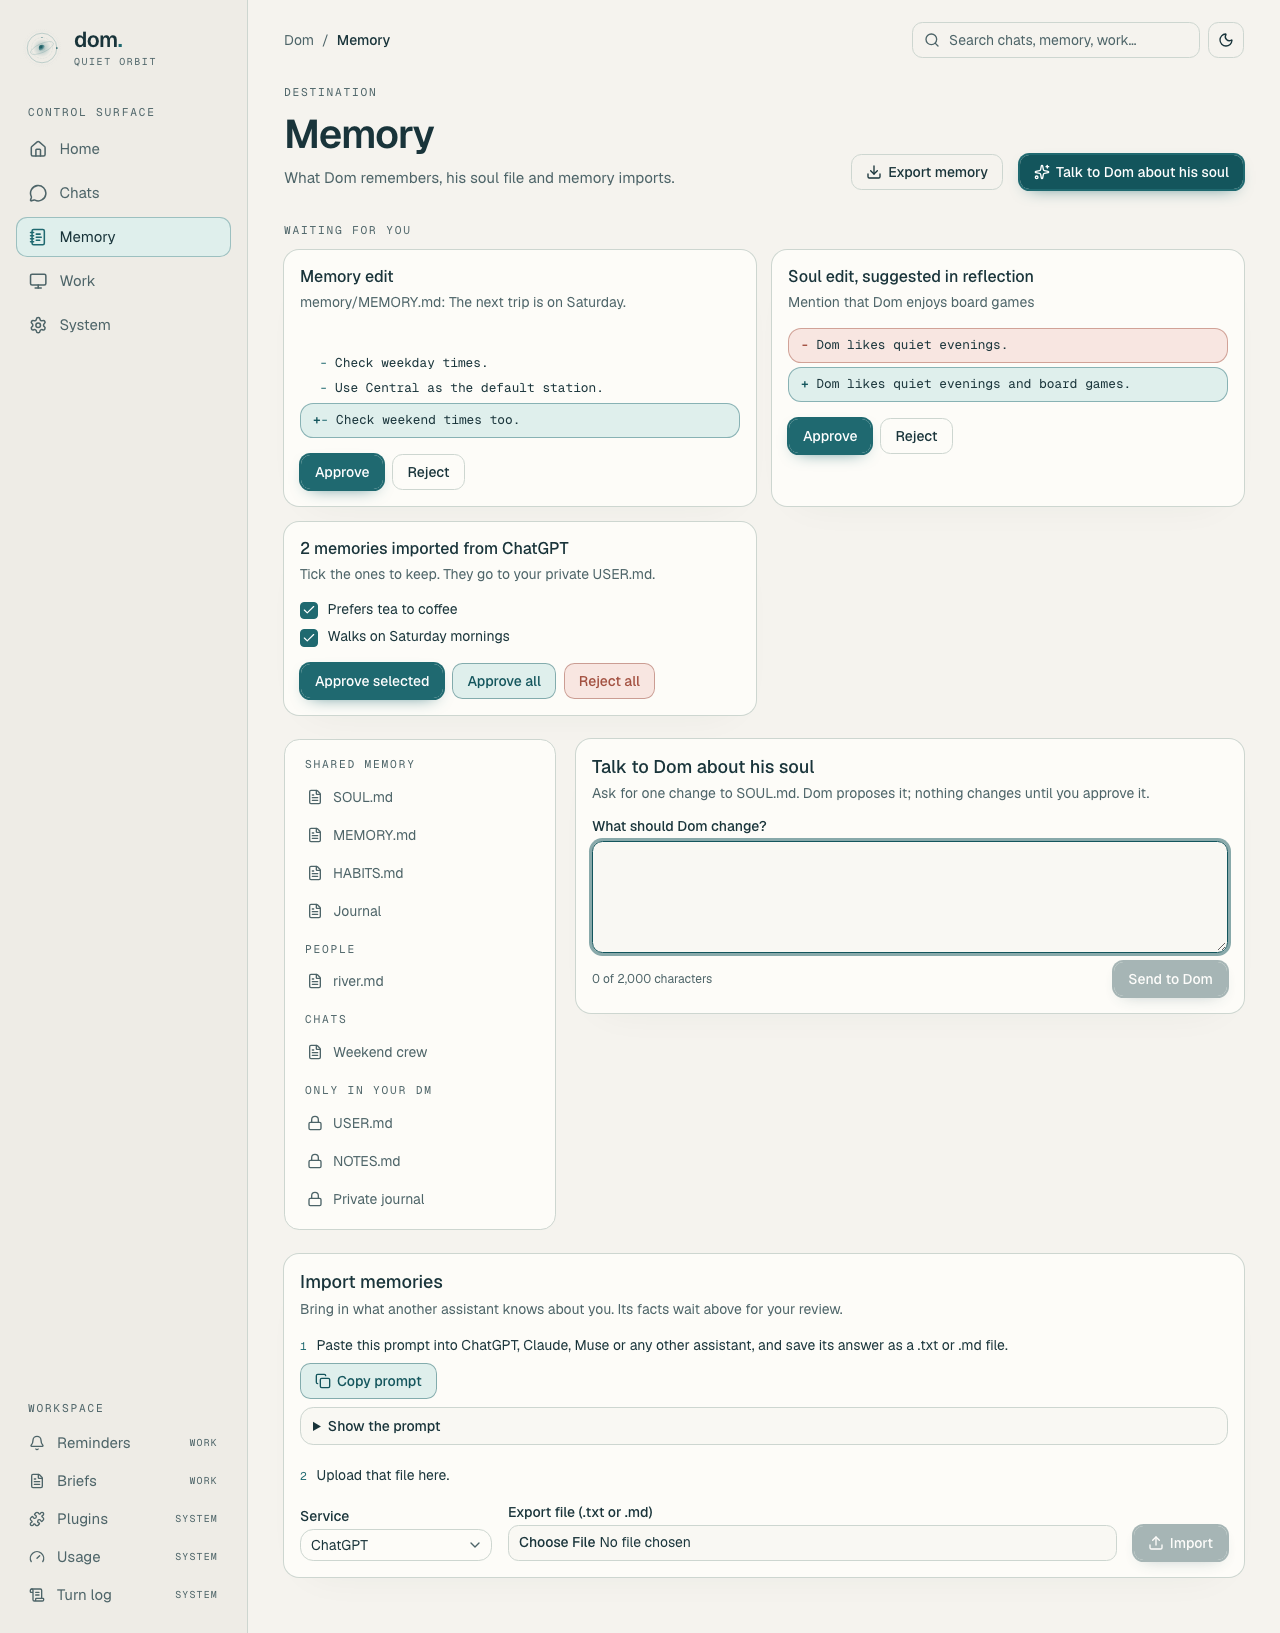 dom.
QUIET ORBIT
CONTROL SURFACE
Home
Chats
Memory
Work
System
WORKSPACE
Reminders WORK
Briefs WORK
Plugins SYSTEM
Usage SYSTEM
Turn log SYSTEM
Dom / Memory
Search chats, memory, work...
DESTINATION
Memory
What Dom remembers, his soul file and memory imports.
Export memory
Talk to Dom about his soul
WAITING FOR YOU
Memory edit
memory/MEMORY.md: The next trip is on Saturday.
- Check weekday times.
- Use Central as the default station.
+- Check weekend times too.
Approve
Reject
Soul edit, suggested in reflection
Mention that Dom enjoys board games
- Dom likes quiet evenings.
+ Dom likes quiet evenings and board games.
Approve
Reject
2 memories imported from ChatGPT
Tick the ones to keep. They go to your private USER.md.
Prefers tea to coffee
Walks on Saturday mornings
Approve selected
Approve all
Reject all
SHARED MEMORY
SOUL.md
MEMORY.md
HABITS.md
Journal
PEOPLE
river.md
CHATS
Weekend crew
ONLY IN YOUR DM
USER.md
NOTES.md
Private journal
Talk to Dom about his soul
Ask for one change to SOUL.md. Dom proposes it; nothing changes until you approve it.
What should Dom change?
0 of 2,000 characters
Send to Dom
Import memories
Bring in what another assistant knows about you. Its facts wait above for your review.
1 Paste this prompt into ChatGPT, Claude, Muse or any other assistant, and save its answer as a .txt or .md file.
Copy prompt
Show the prompt
2 Upload that file here.
Service
ChatGPT
Export file (.txt or .md)
Choose File No file chosen
Import